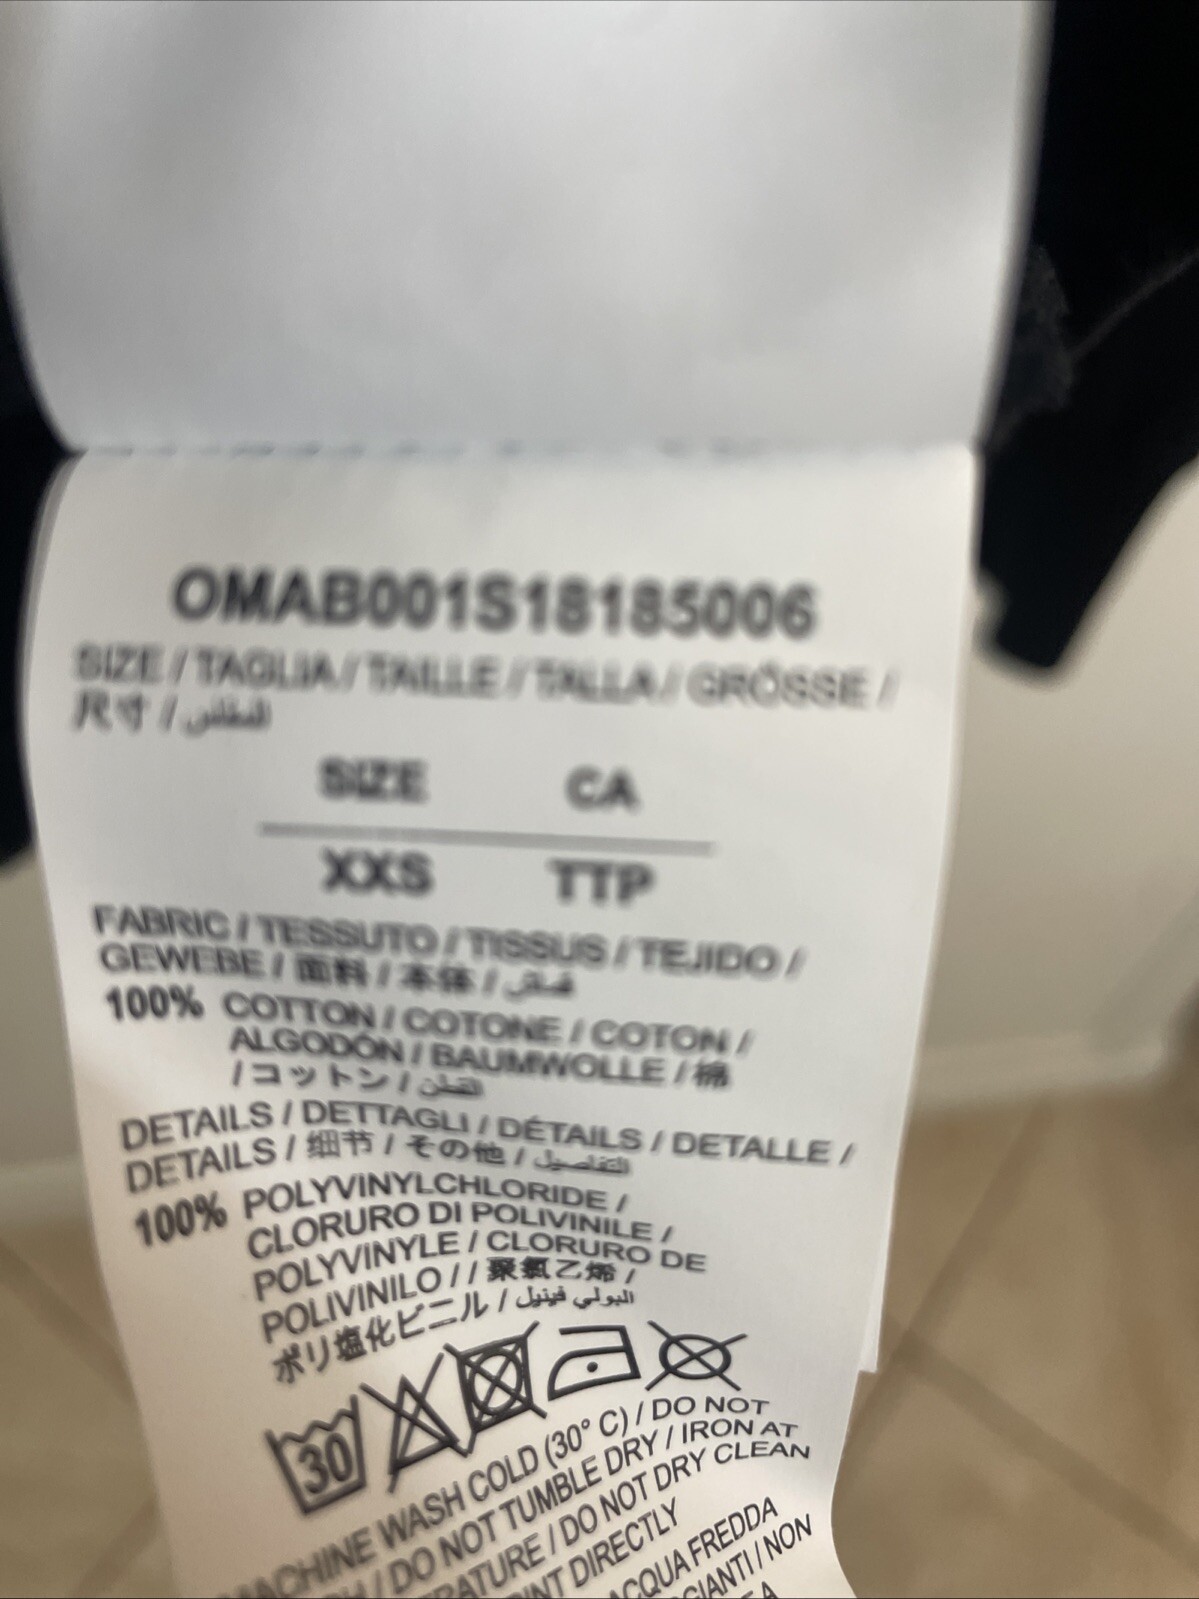 OMAB001S18185006
SIZE / TAGLIA / TAILLE / TALLA / GRÖSSE /
尺寸 / المقاس
SIZE CA
XXS TTP
FABRIC / TESSUTO / TISSUS / TEJIDO /
GEWEBE / 面料 / 本体 / قماش
100% COTTON / COTONE / COTON /
ALGODÓN / BAUMWOLLE / 棉
/ コットン / القطن
DETAILS / DETTAGLI / DÉTAILS / DETALLE /
DETAILS / 细节 / その他 / التفاصيل
100% POLYVINYLCHLORIDE /
CLORURO DI POLIVINILE /
POLYVINYLE / CLORURO DE
POLIVINILO / / 聚氯乙烯 /
ポリ塩化ビニル / البولي فينيل
30
MACHINE WASH COLD (30° C) / DO NOT
/ DO NOT TUMBLE DRY / IRON AT
/ DO NOT DRY CLEAN
DIRECTLY
ACQUA FREDDA
/ NON